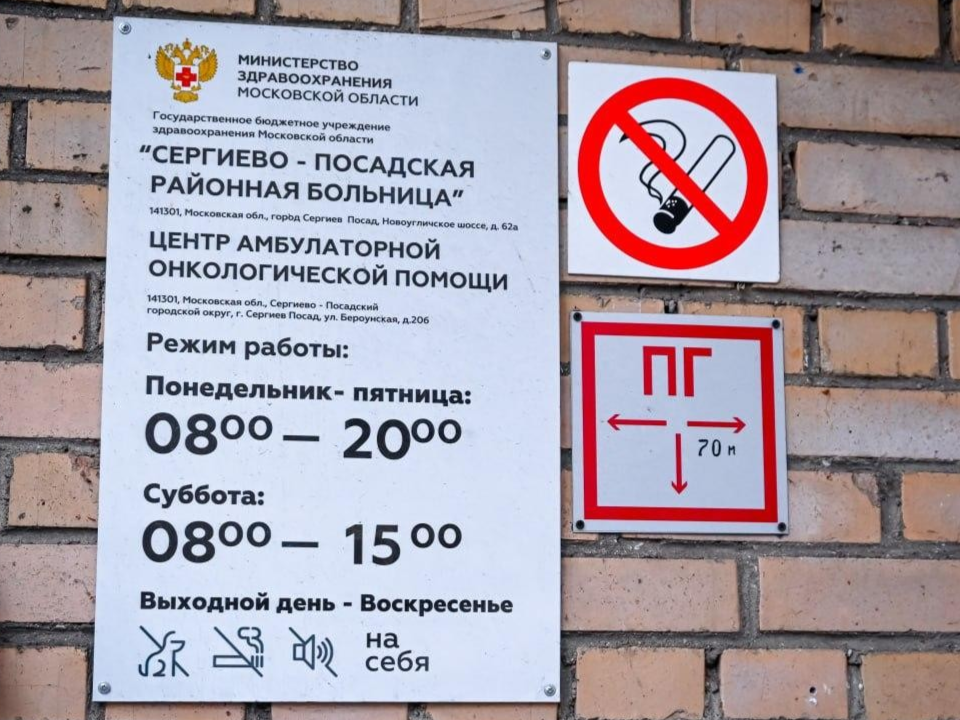 МИНИСТЕРСТВО
ЗДРАВООХРАНЕНИЯ
МОСКОВСКОЙ ОБЛАСТИ
Государственное бюджетное учреждение
здравоохранения Московской области
"СЕРГИЕВО - ПОСАДСКАЯ
РАЙОННАЯ БОЛЬНИЦА"
141301, Московская обл., город Сергиев Посад, Новоугличское шоссе, д. 62а
ЦЕНТР АМБУЛАТОРНОЙ
ОНКОЛОГИЧЕСКОЙ ПОМОЩИ
141301, Московская обл., Сергиево - Посадский
городской округ, г. Сергиев Посад, ул. Бероунская, д.20б
Режим работы:
Понедельник- пятница:
08⁰⁰ — 20⁰⁰
Суббота:
08⁰⁰ — 15⁰⁰
Выходной день - Воскресенье
на
себя
ПГ
70 м